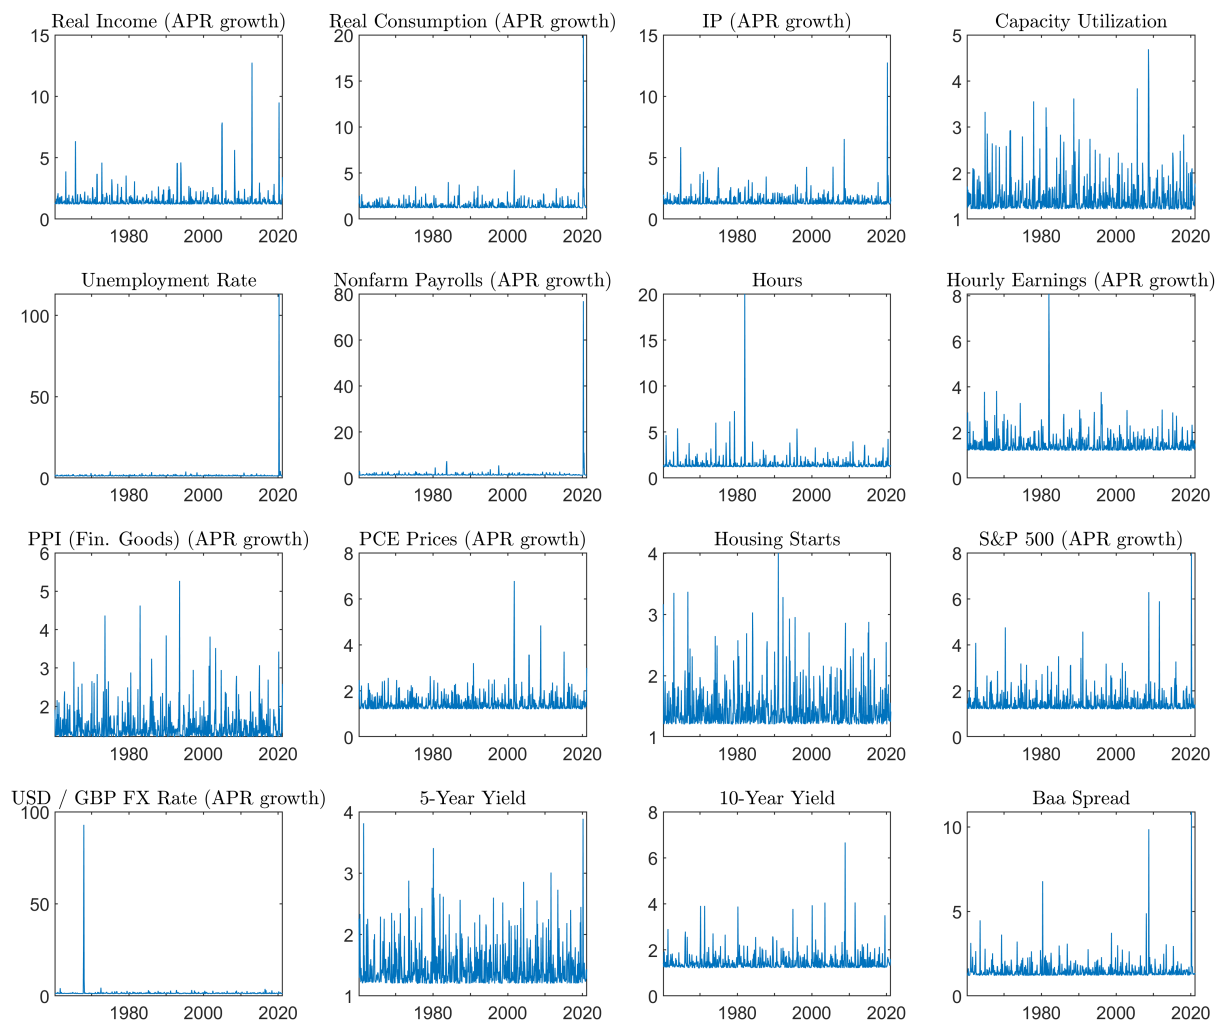 Real Income (APR growth)
15
10
5
0
1980 2000 2020
Real Consumption (APR growth)
20
15
10
5
0
1980 2000 2020
IP (APR growth)
15
10
5
0
1980 2000 2020
Capacity Utilization
5
4
3
2
1
1980 2000 2020
Unemployment Rate
100
50
0
1980 2000 2020
Nonfarm Payrolls (APR growth)
80
60
40
20
0
1980 2000 2020
Hours
20
15
10
5
0
1980 2000 2020
Hourly Earnings (APR growth)
8
6
4
2
0
1980 2000 2020
PPI (Fin. Goods) (APR growth)
6
5
4
3
2
1980 2000 2020
PCE Prices (APR growth)
8
6
4
2
0
1980 2000 2020
Housing Starts
4
3
2
1
1980 2000 2020
S&P 500 (APR growth)
8
6
4
2
0
1980 2000 2020
USD / GBP FX Rate (APR growth)
100
50
0
1980 2000 2020
5-Year Yield
4
3
2
1
1980 2000 2020
10-Year Yield
8
6
4
2
0
1980 2000 2020
Baa Spread
10
5
0
1980 2000 2020